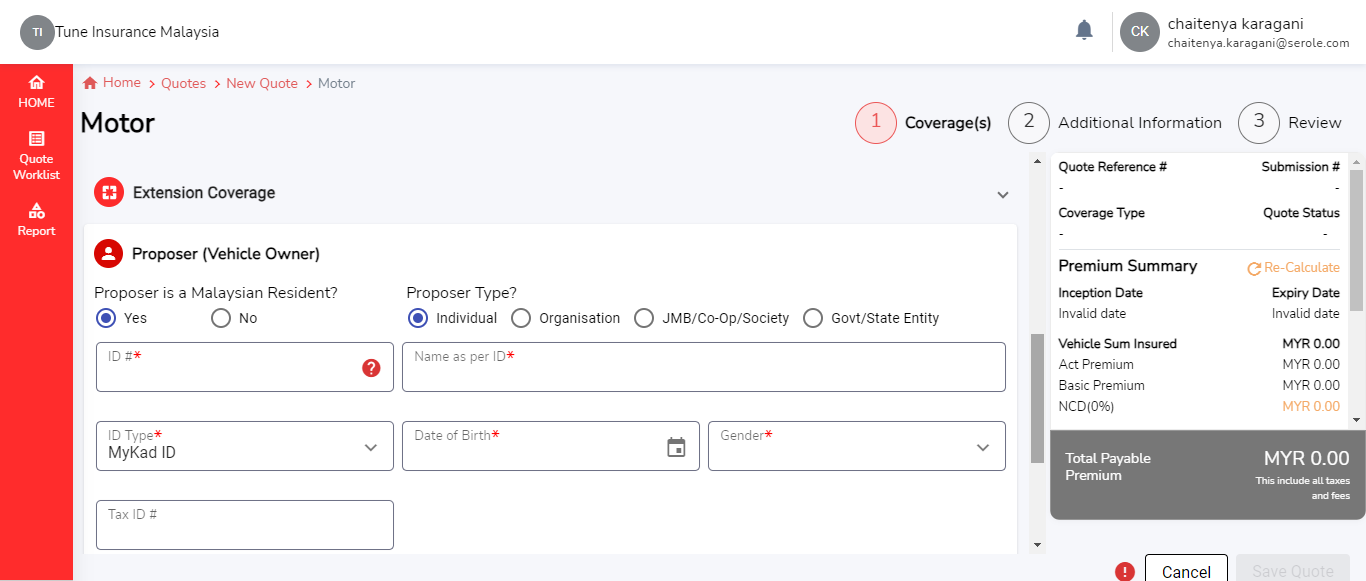 TI Tune Insurance Malaysia
CK
chaitenya karagani
chaitenya.karagani@serole.com
HOME
Quote
Worklist
Report
Home > Quotes > New Quote > Motor
Motor
1 Coverage(s) 2 Additional Information 3 Review
Extension Coverage
Proposer (Vehicle Owner)
Proposer is a Malaysian Resident?
Yes No
Proposer Type?
Individual Organisation JMB/Co-Op/Society Govt/State Entity
ID #*
?
Name as per ID*
ID Type*
MyKad ID
Date of Birth*
Gender*
Tax ID #
Quote Reference # Submission #
- -
Coverage Type Quote Status
- -
Premium Summary Re-Calculate
Inception Date Expiry Date
Invalid date Invalid date
Vehicle Sum Insured MYR 0.00
Act Premium MYR 0.00
Basic Premium MYR 0.00
NCD(0%) MYR 0.00
Total Payable
Premium
MYR 0.00
This include all taxes
and fees
! Cancel Save Quote